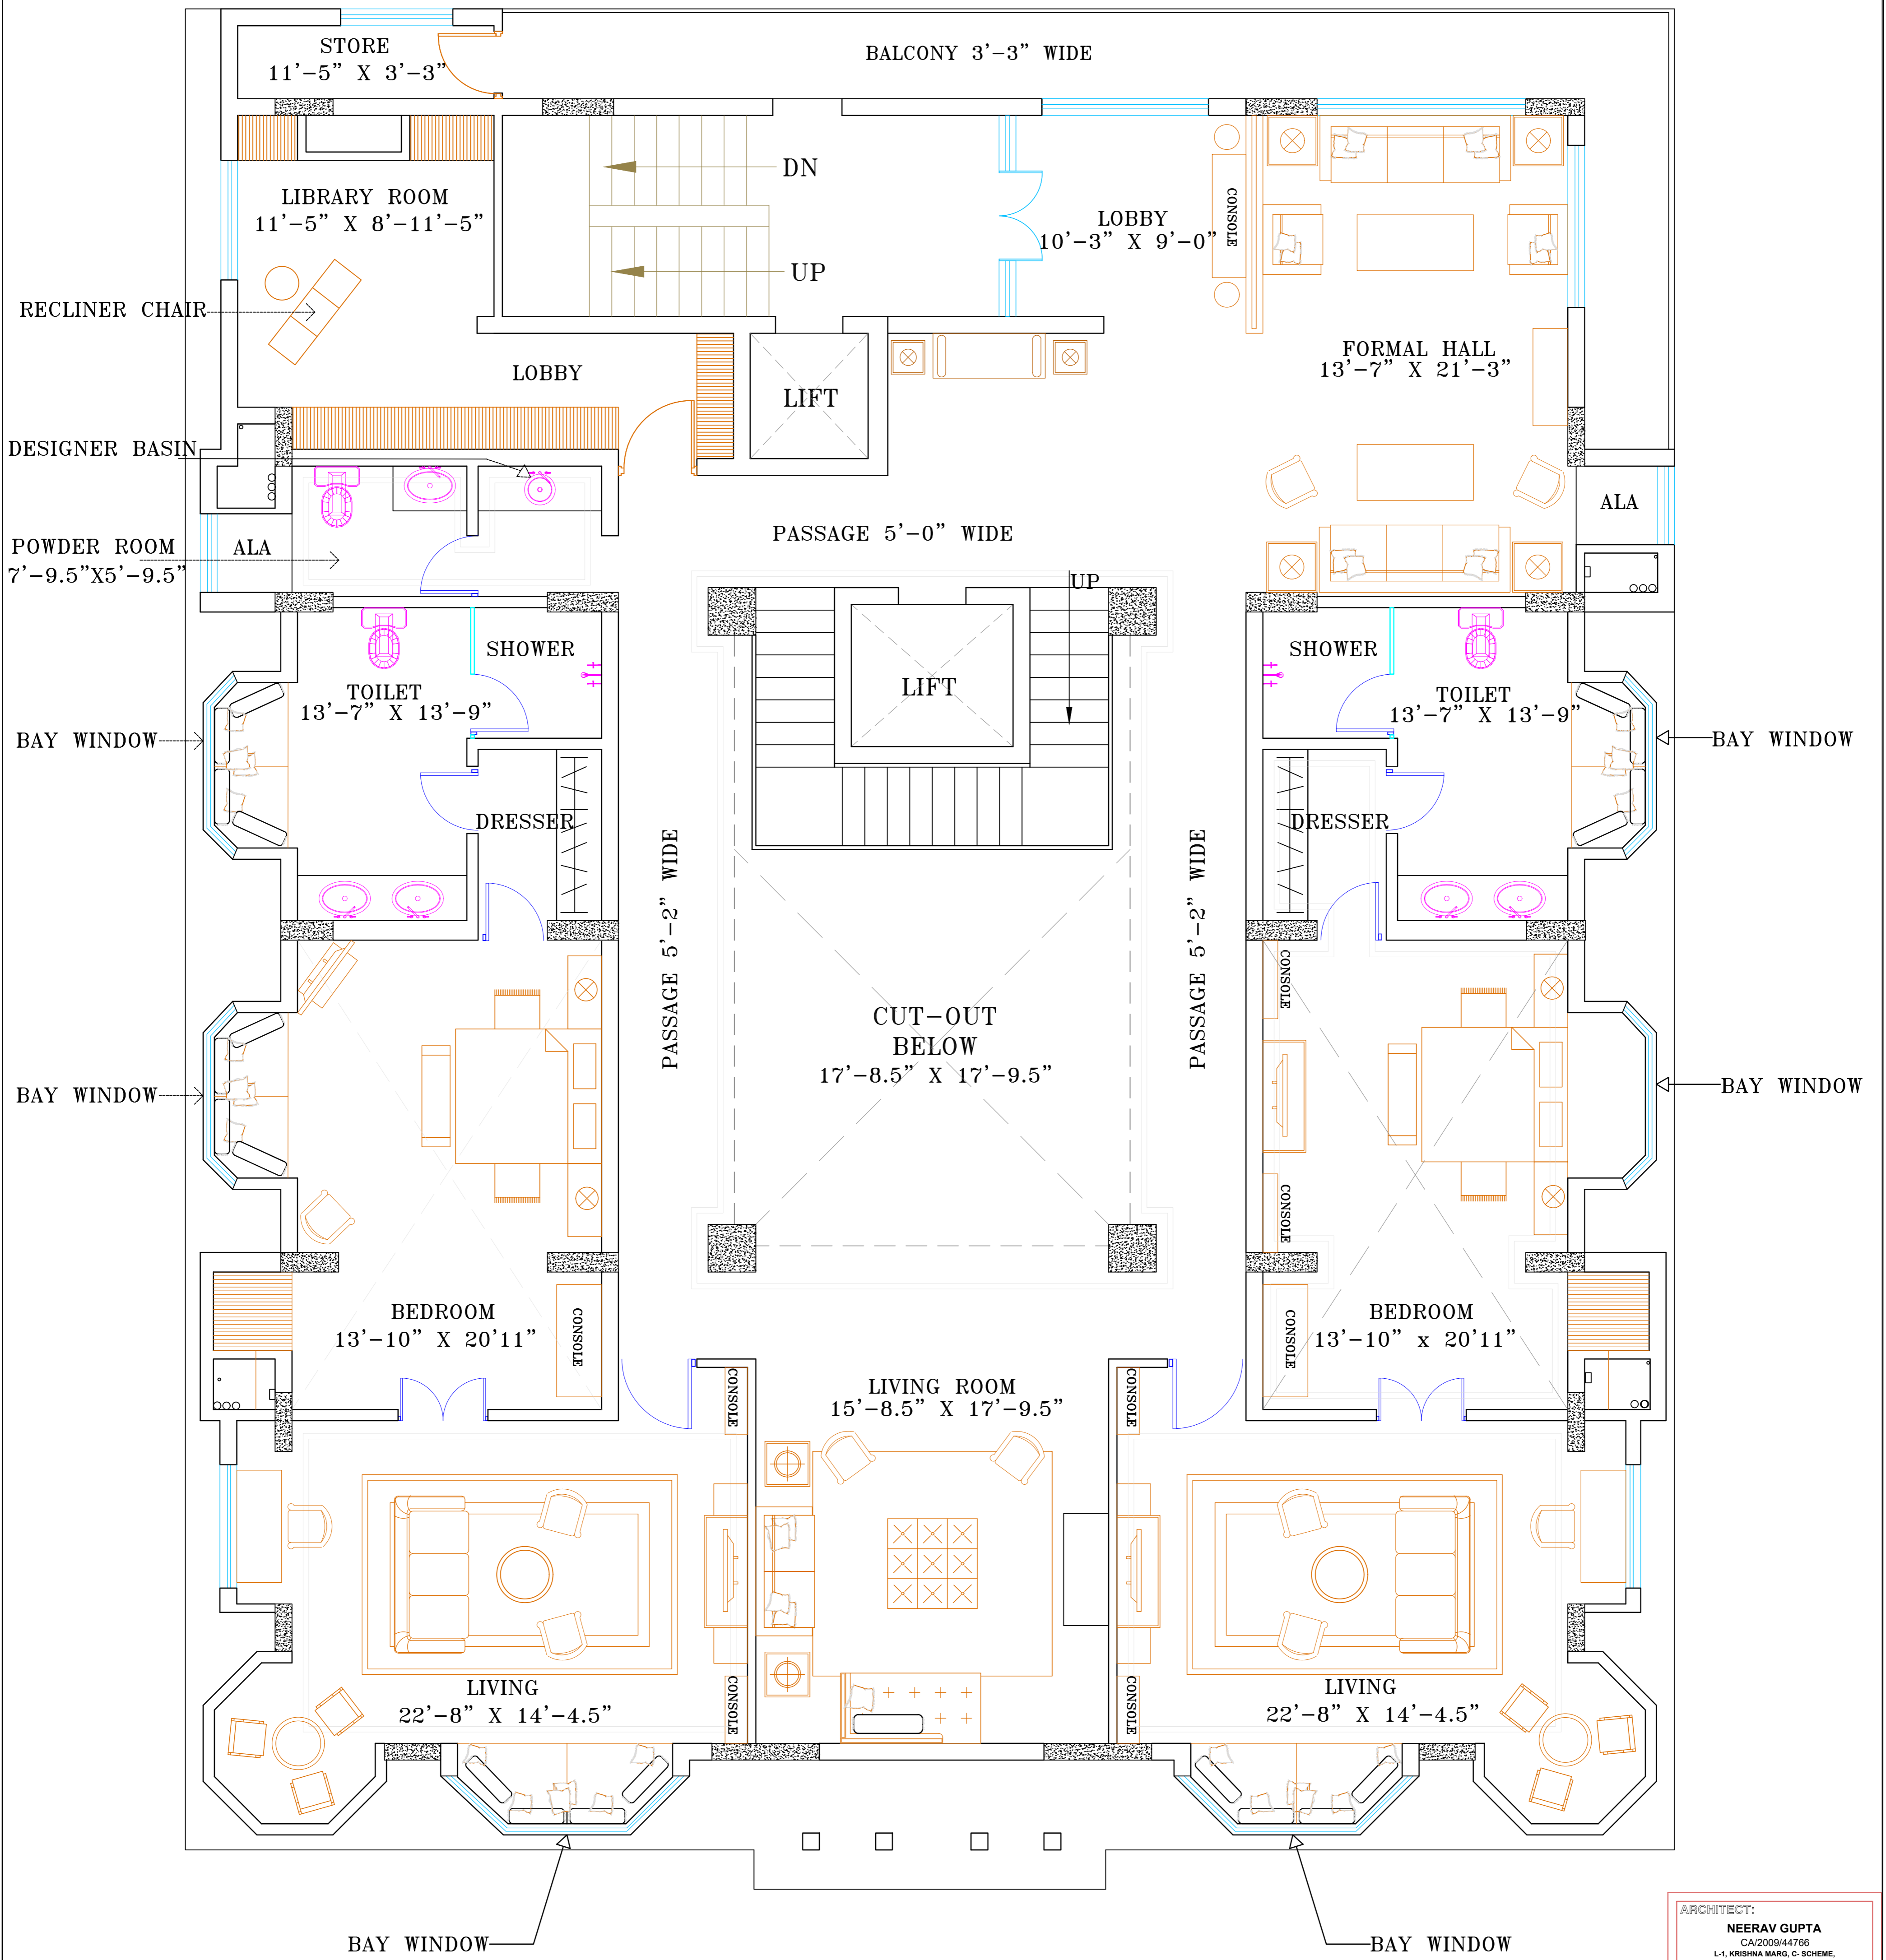 STORE
11'-5" X 3'-3"
BALCONY 3'-3" WIDE
DN
LIBRARY ROOM
11'-5" X 8'-11'-5"
LOBBY
10'-3" X 9'-0"
CONSOLE
UP
RECLINER CHAIR
FORMAL HALL
13'-7" X 21'-3"
LOBBY
LIFT
DESIGNER BASIN
ALA
PASSAGE 5'-0" WIDE
POWDER ROOM
7'-9.5"X5'-9.5"
ALA
UP
SHOWER
SHOWER
LIFT
TOILET
13'-7" X 13'-9"
TOILET
13'-7" X 13'-9"
BAY WINDOW
BAY WINDOW
DRESSER
DRESSER
PASSAGE 5'-2" WIDE
PASSAGE 5'-2" WIDE
CONSOLE
CUT-OUT
BELOW
17'-8.5" X 17'-9.5"
BAY WINDOW
BAY WINDOW
CONSOLE
BEDROOM
13'-10" X 20'11"
CONSOLE
CONSOLE
BEDROOM
13'-10" x 20'11"
CONSOLE
LIVING ROOM
15'-8.5" X 17'-9.5"
CONSOLE
LIVING
22'-8" X 14'-4.5"
CONSOLE
CONSOLE
LIVING
22'-8" X 14'-4.5"
BAY WINDOW
BAY WINDOW
ARCHITECT:
NEERAV GUPTA
CA/2009/44766
L-1, KRISHNA MARG, C- SCHEME,